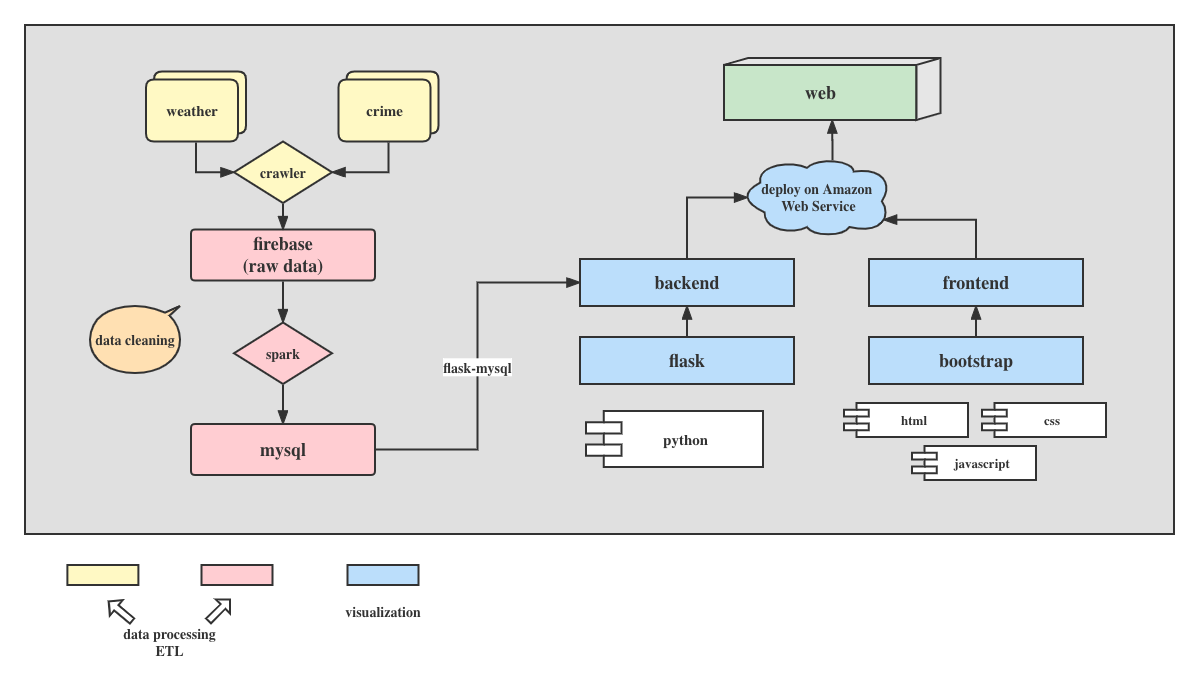 weather
crime
web
crawler
deploy on Amazon
Web Service
firebase
(raw data)
backend
frontend
data cleaning
spark
flask-mysql
flask
bootstrap
mysql
python
html
css
javascript
visualization
data processing
ETL